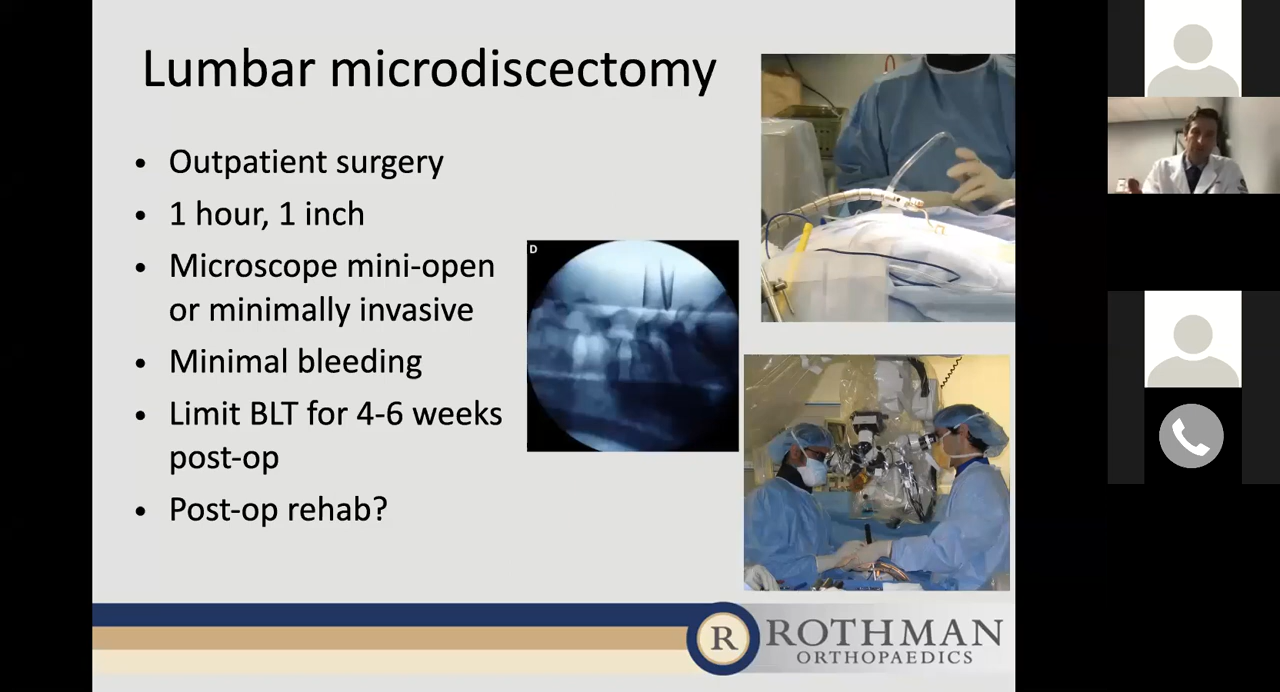 Lumbar microdiscectomy
• Outpatient surgery
• 1 hour, 1 inch
• Microscope mini-open
or minimally invasive
• Minimal bleeding
• Limit BLT for 4-6 weeks
post-op
• Post-op rehab?
D
R
ROTHMAN
ORTHOPAEDICS